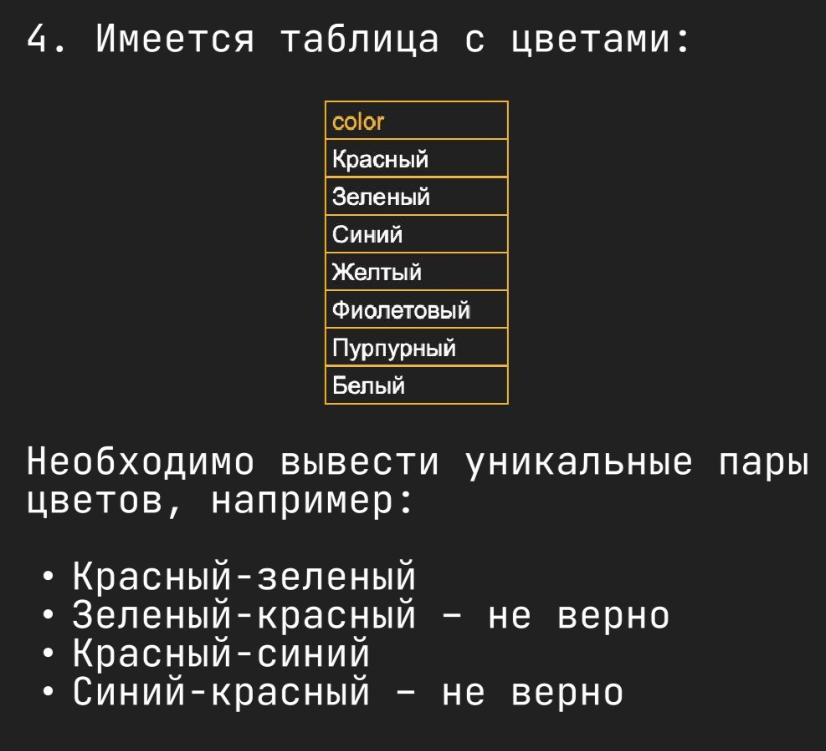 4. Имеется таблица с цветами:
color
Красный
Зеленый
Синий
Желтый
Фиолетовый
Пурпурный
Белый
Необходимо вывести уникальные пары
цветов, например:
• Красный-зеленый
• Зеленый-красный – не верно
• Красный-синий
• Синий-красный – не верно